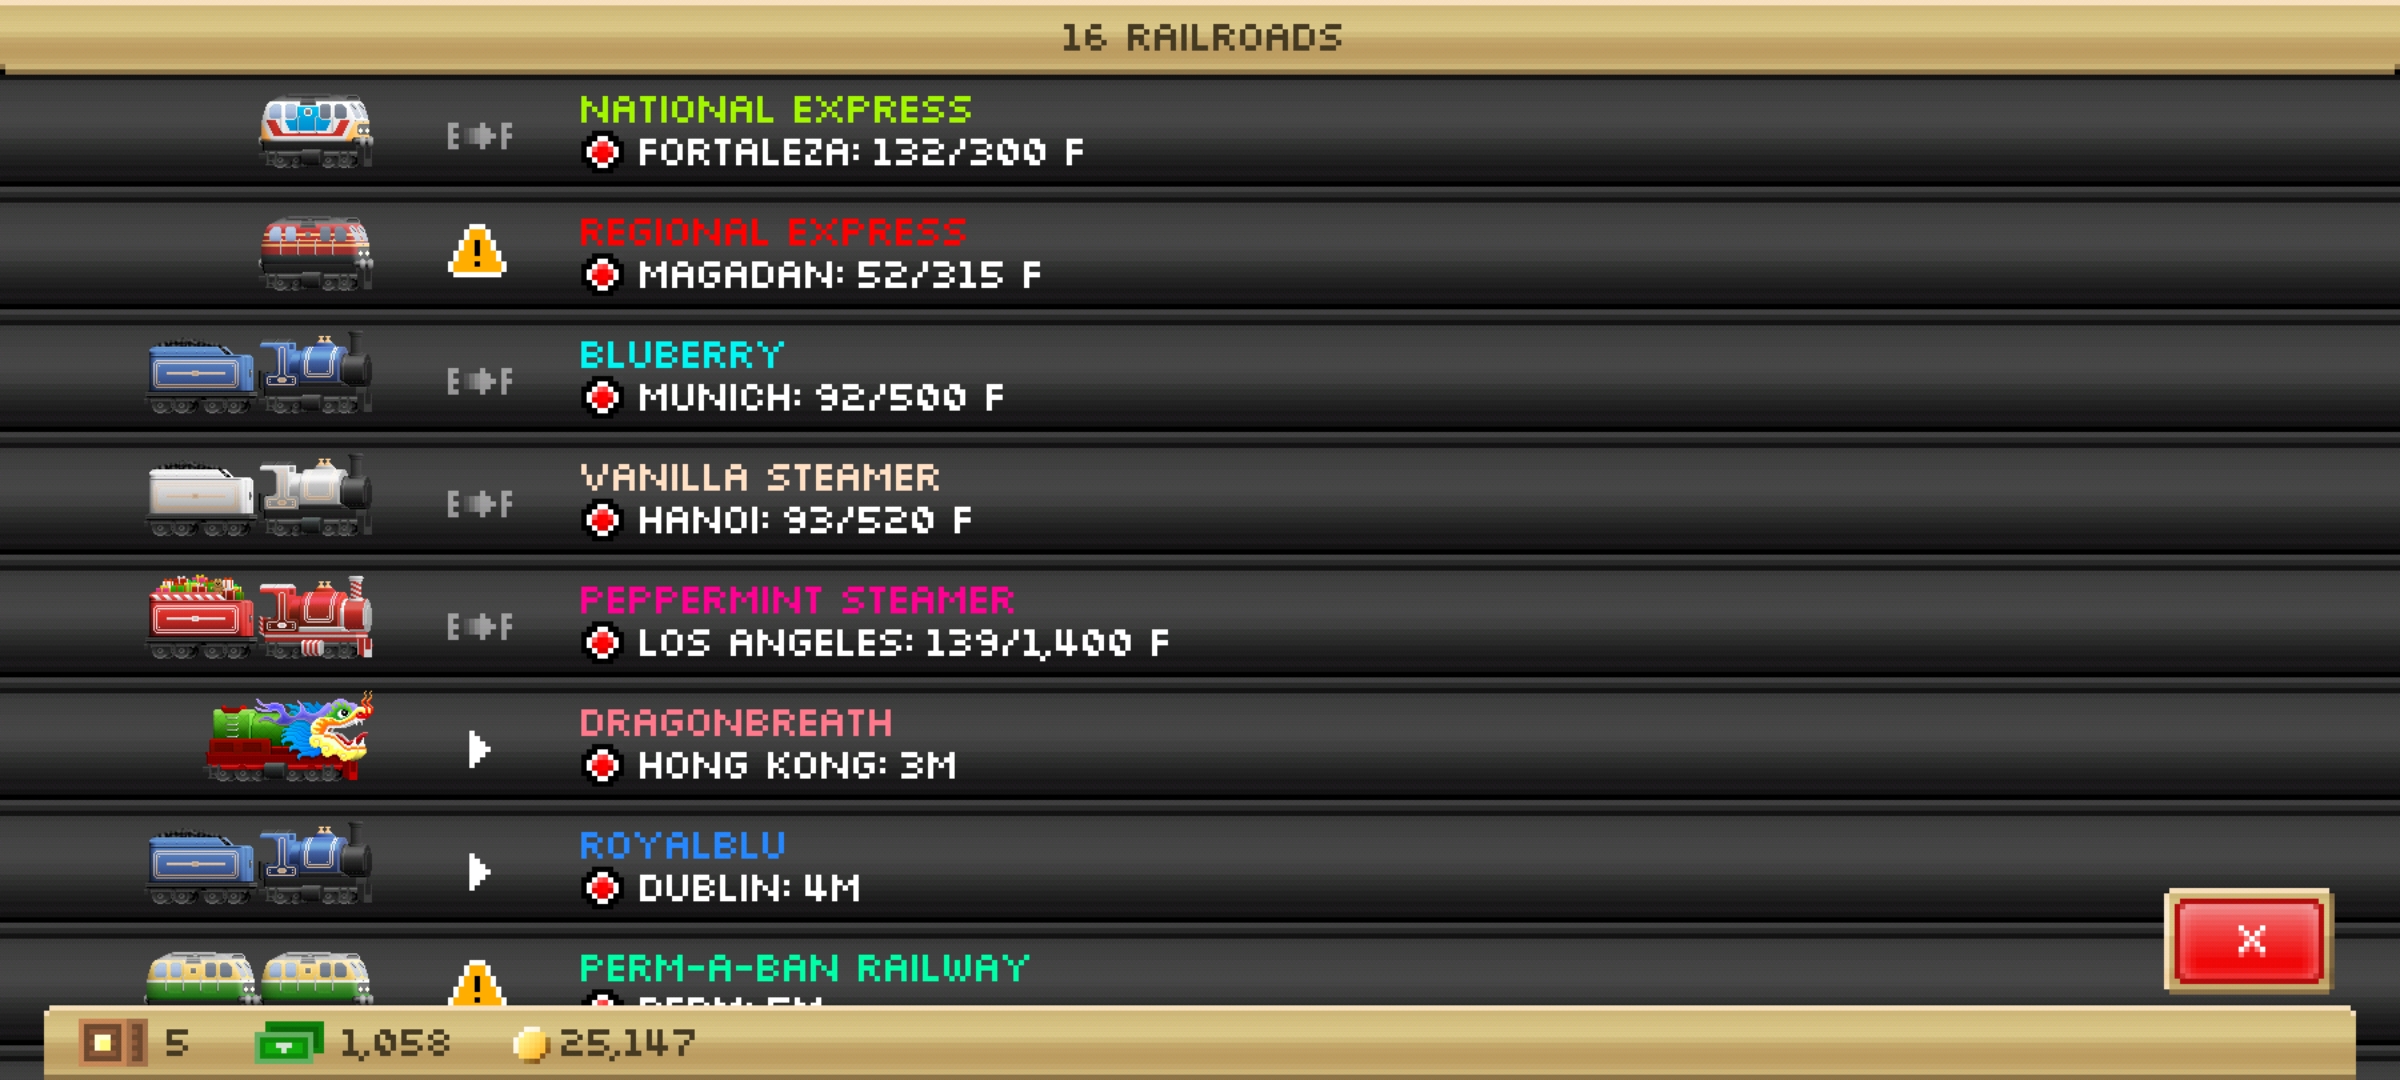 16 RAILROADS
E F
NATIONAL EXPRESS
FORTALEZA: 132/300 F
REGIONAL EXPRESS
MAGADAN: 52/315 F
E F
BLUBERRY
MUNICH: 92/500 F
E F
VANILLA STEAMER
HANOI: 93/520 F
E F
PEPPERMINT STEAMER
LOS ANGELES: 139/1,400 F
DRAGONBREATH
HONG KONG: 3M
ROYALBLU
DUBLIN: 4M
PERM-A-BAN RAILWAY
X
5 1,058 25,147